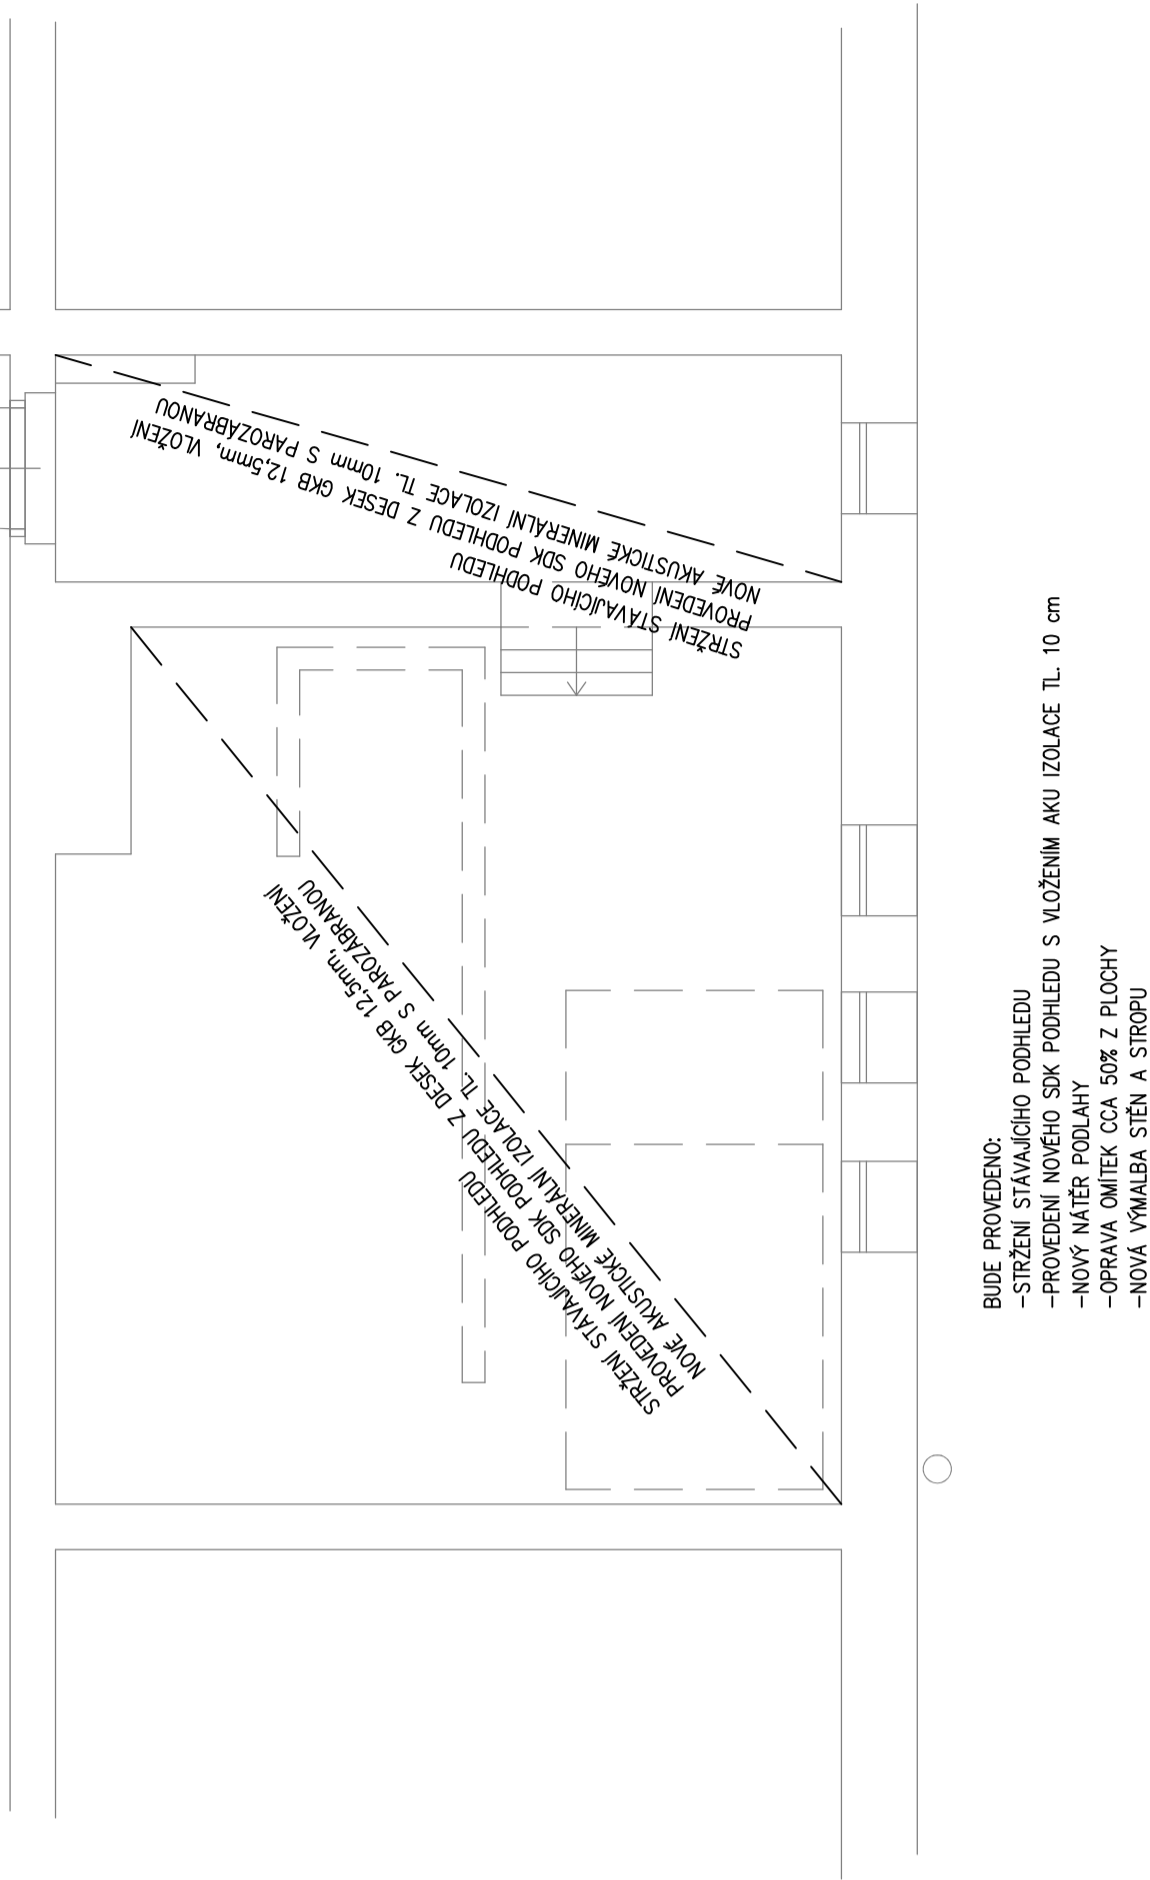 STRŽENÍ STÁVAJÍCÍHO PODHLEDU
PROVEDENÍ NOVÉHO SDK PODHLEDU Z DESEK GKB 12,5mm, VLOŽENÍ
NOVÉ AKUSTICKÉ MINERÁLNÍ IZOLACE TL. 10mm S PAROZÁBRANOU
STRŽENÍ STÁVAJÍCÍHO PODHLEDU
PROVEDENÍ NOVÉHO SDK PODHLEDU Z DESEK GKB 12,5mm, VLOŽENÍ
NOVÉ AKUSTICKÉ MINERÁLNÍ IZOLACE TL. 10mm S PAROZÁBRANOU
BUDE PROVEDENO:
-STRŽENÍ STÁVAJÍCÍHO PODHLEDU
-PROVEDENÍ NOVÉHO SDK PODHLEDU S VLOŽENÍM AKU IZOLACE TL. 10 cm
-NOVÝ NÁTĚR PODLAHY
-OPRAVA OMÍTEK CCA 50% Z PLOCHY
-NOVÁ VÝMALBA STĚN A STROPU